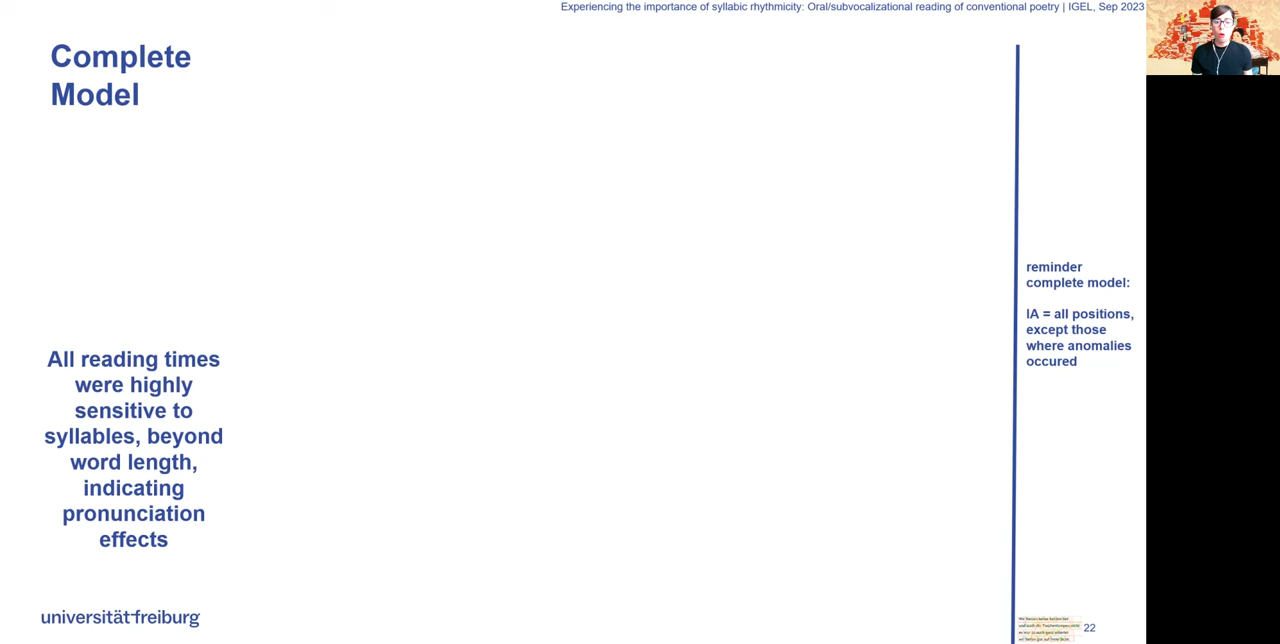 Experiencing the importance of syllabic rhythmicity: Oral/subvocalizational reading of conventional poetry | IGEL, Sep 2023
Complete
Model
All reading times
were highly
sensitive to
syllables, beyond
word length,
indicating
pronunciation
effects
reminder
complete model:
IA = all positions,
except those
where anomalies
occured
universität freiburg
22